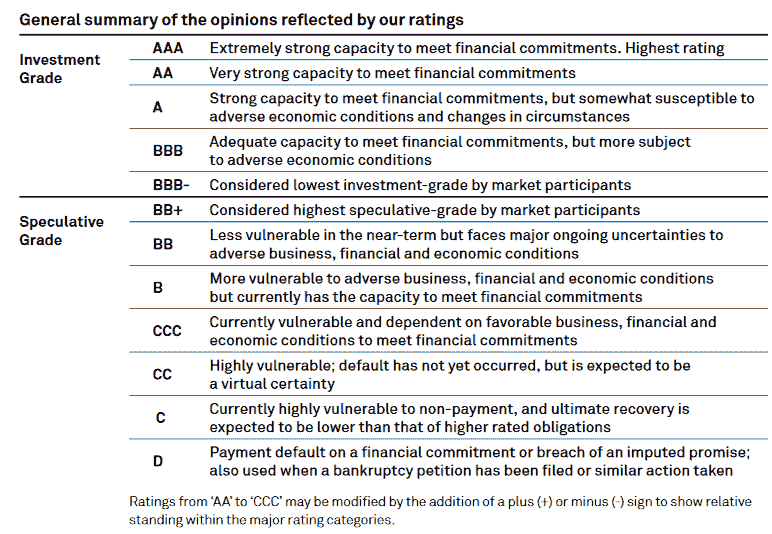 General summary of the opinions reflected by our ratings
Investment
Grade
AAA Extremely strong capacity to meet financial commitments. Highest rating
AA Very strong capacity to meet financial commitments
A Strong capacity to meet financial commitments, but somewhat susceptible to
adverse economic conditions and changes in circumstances
BBB Adequate capacity to meet financial commitments, but more subject
to adverse economic conditions
BBB- Considered lowest investment-grade by market participants
Speculative
Grade
BB+ Considered highest speculative-grade by market participants
BB Less vulnerable in the near-term but faces major ongoing uncertainties to
adverse business, financial and economic conditions
B More vulnerable to adverse business, financial and economic conditions
but currently has the capacity to meet financial commitments
CCC Currently vulnerable and dependent on favorable business, financial and
economic conditions to meet financial commitments
CC Highly vulnerable; default has not yet occurred, but is expected to be
a virtual certainty
C Currently highly vulnerable to non-payment, and ultimate recovery is
expected to be lower than that of higher rated obligations
D Payment default on a financial commitment or breach of an imputed promise;
also used when a bankruptcy petition has been filed or similar action taken
Ratings from ‘AA’ to ‘CCC’ may be modified by the addition of a plus (+) or minus (-) sign to show relative
standing within the major rating categories.